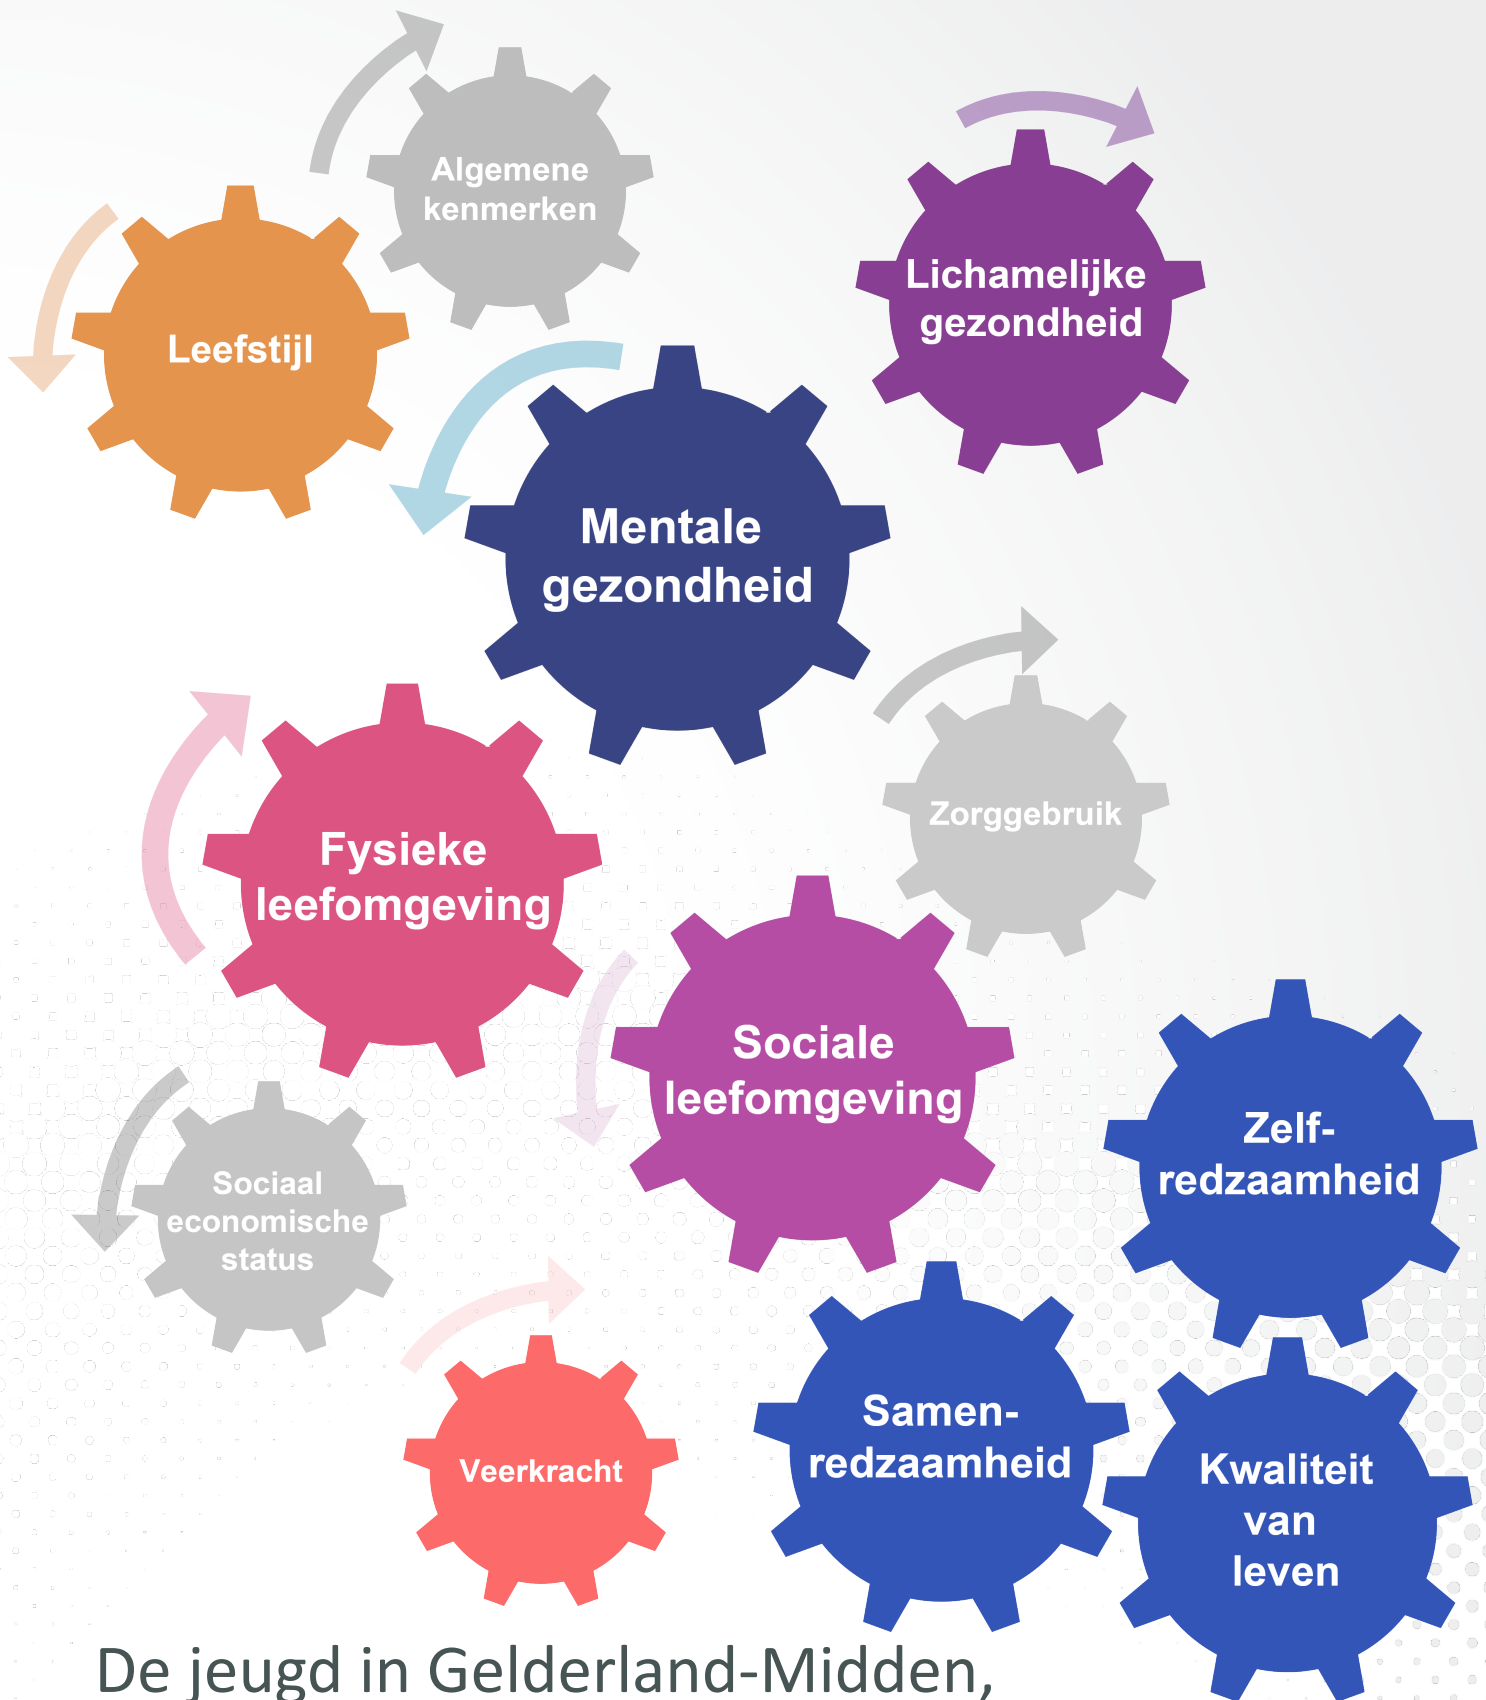 Algemene
kenmerken
Lichamelijke
gezondheid
Leefstijl
Mentale
gezondheid
Zorggebruik
Fysieke
leefomgeving
Sociale
leefomgeving
Zelf-
redzaamheid
Sociaal
economische
status
Samen-
redzaamheid
Veerkracht
Kwaliteit
van
leven
De jeugd in Gelderland-Midden,